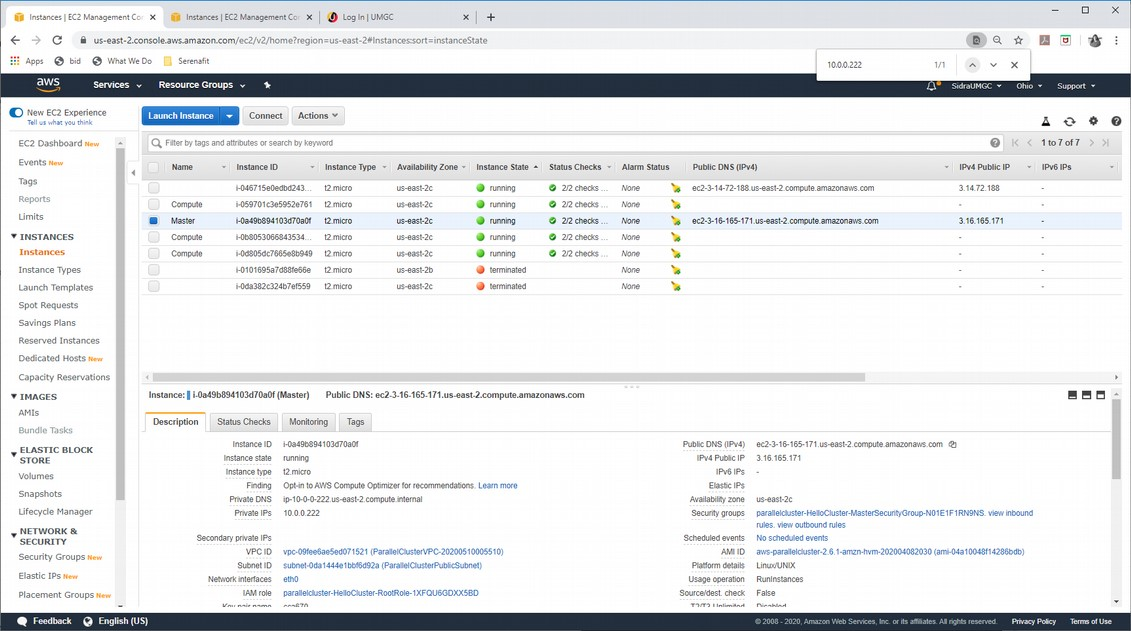 Instances | EC2 Management Con
Instances | EC2 Management Con
Log In | UMGC
us-east-2.console.aws.amazon.com/ec2/v2/home?region=us-east-2#Instances:sort=instanceState
Apps bid What We Do Serenafit
10.0.0.222 1/1
aws Services Resource Groups SidraUMGC Ohio Support
New EC2 Experience
Tell us what you think
EC2 Dashboard New
Events New
Tags
Reports
Limits
INSTANCES
Instances
Instance Types
Launch Templates
Spot Requests
Savings Plans
Reserved Instances
Dedicated Hosts New
Capacity Reservations
IMAGES
AMIs
Bundle Tasks
ELASTIC BLOCK
STORE
Volumes
Snapshots
Lifecycle Manager
NETWORK &
SECURITY
Security Groups New
Elastic IPs New
Placement Groups New
Launch Instance Connect Actions
Filter by tags and attributes or search by keyword 1 to 7 of 7
Name Instance ID Instance Type Availability Zone Instance State Status Checks Alarm Status Public DNS (IPv4) IPv4 Public IP IPv6 IPs
i-046715e0edbd243... t2.micro us-east-2c running 2/2 checks ... None ec2-3-14-72-188.us-east-2.compute.amazonaws.com 3.14.72.188 -
Compute i-059701c3e5952e761 t2.micro us-east-2c running 2/2 checks ... None - -
Master i-0a49b894103d70a0f t2.micro us-east-2c running 2/2 checks ... None ec2-3-16-165-171.us-east-2.compute.amazonaws.com 3.16.165.171 -
Compute i-0b8053066843534... t2.micro us-east-2c running 2/2 checks ... None - -
Compute i-0d805dc7665e8b949 t2.micro us-east-2c running 2/2 checks ... None - -
i-0101695a7d88fe66e t2.micro us-east-2b terminated None - -
i-0da382c324b7ef559 t2.micro us-east-2c terminated None - -
Instance: i-0a49b894103d70a0f (Master) Public DNS: ec2-3-16-165-171.us-east-2.compute.amazonaws.com
Description Status Checks Monitoring Tags
Instance ID i-0a49b894103d70a0f
Instance state running
Instance type t2.micro
Finding Opt-in to AWS Compute Optimizer for recommendations. Learn more
Private DNS ip-10-0-0-222.us-east-2.compute.internal
Private IPs 10.0.0.222
Secondary private IPs
VPC ID vpc-09fee6ae5ed071521 (ParallelClusterVPC-20200510005510)
Subnet ID subnet-0da1444e1bbf6d92a (ParallelClusterPublicSubnet)
Network interfaces eth0
IAM role parallelcluster-HelloCluster-RootRole-1XFQU6GDXX5BD
Key pair name
Public DNS (IPv4) ec2-3-16-165-171.us-east-2.compute.amazonaws.com
IPv4 Public IP 3.16.165.171
IPv6 IPs -
Elastic IPs
Availability zone us-east-2c
Security groups parallelcluster-HelloCluster-MasterSecurityGroup-N01E1F1RN9NS. view inbound
rules. view outbound rules
Scheduled events No scheduled events
AMI ID aws-parallelcluster-2.6.1-amzn-hvm-202004082030 (ami-04a10048f14286bdb)
Platform details Linux/UNIX
Usage operation RunInstances
Source/dest. check False
T2/T3 Unlimited Disabled
Feedback English (US) © 2008 - 2020, Amazon Web Services, Inc. or its affiliates. All rights reserved. Privacy Policy Terms of Use